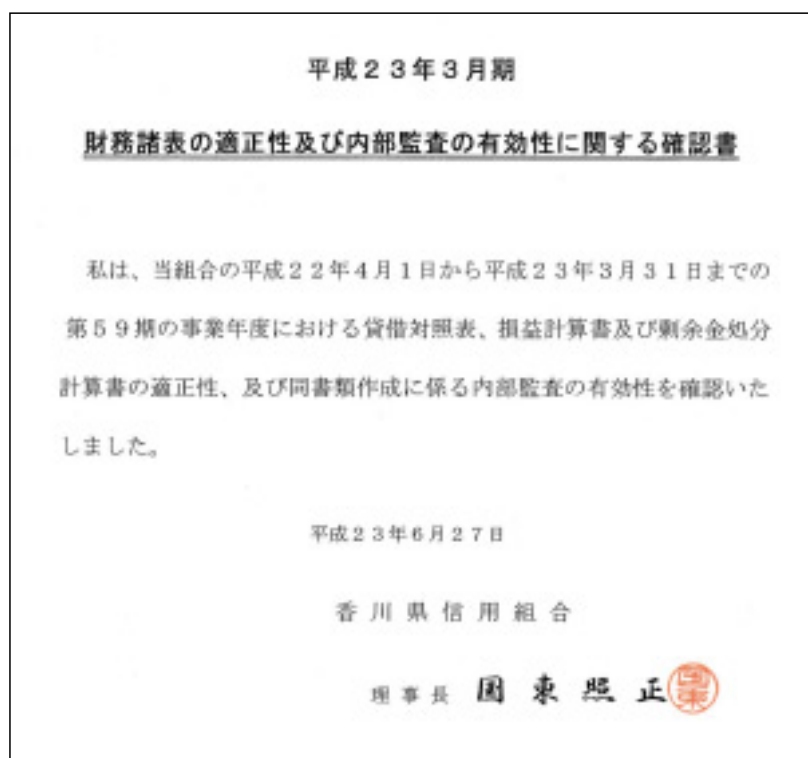 平成２３年３月期
財務諸表の適正性及び内部監査の有効性に関する確認書
私は、当組合の平成２２年４月１日から平成２３年３月３１日までの
第５９期の事業年度における貸借対照表、損益計算書及び剰余金処分
計算書の適正性、及び同書類作成に係る内部監査の有効性を確認いた
しました。
平成２３年６月２７日
香川県信用組合
理事長 國東照正